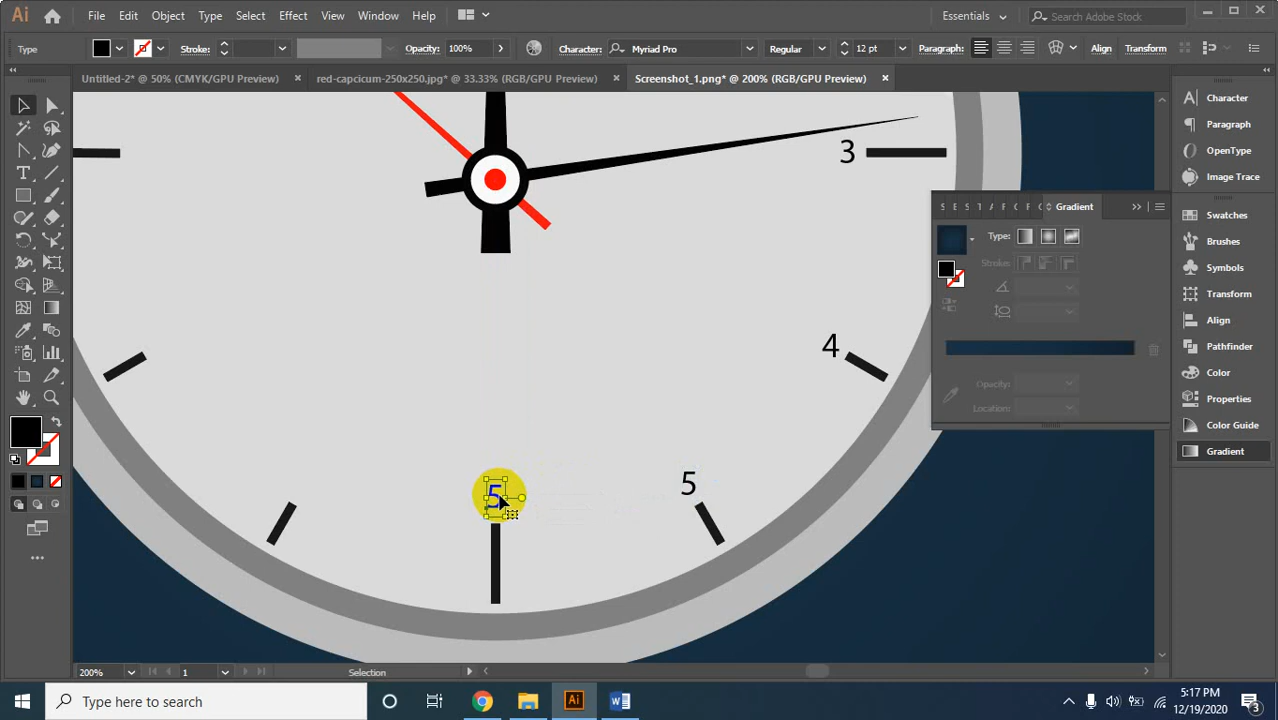 Ai File Edit Object Type Select Effect View Window Help Essentials Search Adobe Stock
Type Stroke: Opacity: 100% Character: Myriad Pro Regular 12 pt Paragraph: Align Transform
Untitled-2* @ 50% (CMYK/GPU Preview) × red-capcicum-250x250.jpg* @ 33.33% (RGB/GPU Preview) × Screenshot_1.png* @ 200% (RGB/GPU Preview) ×
Character
Paragraph
OpenType
Image Trace
Swatches
Brushes
Symbols
Transform
Align
Pathfinder
Color
Properties
Color Guide
Gradient
S E S T A F C F C Gradient
Type:
Stroke:
Opacity:
Location:
3
4
5
5
200% 1 Selection
Type here to search Ai 5:17 PM
12/19/2020 3